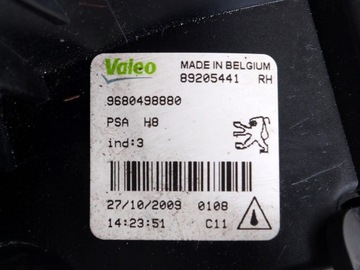 Valeo MADE IN BELGIUM
89205441 RH
9680498880
PSA H8
ind:3
27/10/2009 0108
14:23:51 C11